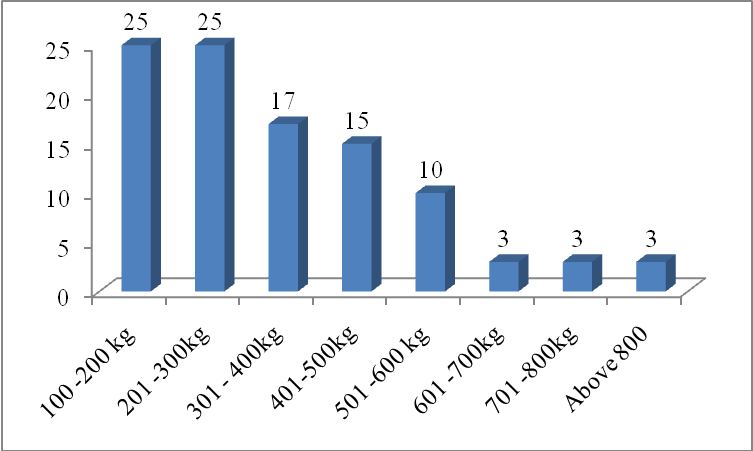 25
25
17
15
10
3
3
3
25
20
15
10
5
0
100 -200 kg
201 -300kg
301 - 400kg
401 -500kg
501 -600 kg
601 -700kg
701 -800kg
Above 800